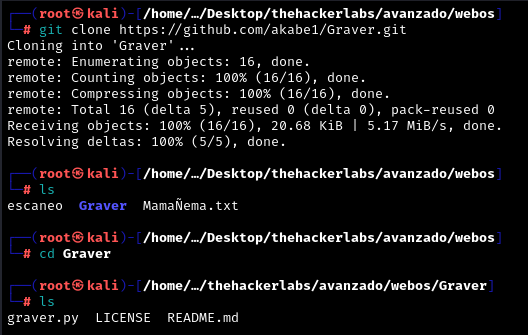 ┌──(root㉿kali)-[/home/…/Desktop/thehackerlabs/avanzado/webos]
└─# git clone https://github.com/akabe1/Graver.git
Cloning into 'Graver'...
remote: Enumerating objects: 16, done.
remote: Counting objects: 100% (16/16), done.
remote: Compressing objects: 100% (16/16), done.
remote: Total 16 (delta 5), reused 0 (delta 0), pack-reused 0
Receiving objects: 100% (16/16), 20.68 KiB | 5.17 MiB/s, done.
Resolving deltas: 100% (5/5), done.
┌──(root㉿kali)-[/home/…/Desktop/thehackerlabs/avanzado/webos]
└─# ls
escaneo  Graver  MamaÑema.txt
┌──(root㉿kali)-[/home/…/Desktop/thehackerlabs/avanzado/webos]
└─# cd Graver
┌──(root㉿kali)-[/home/…/thehackerlabs/avanzado/webos/Graver]
└─# ls
graver.py  LICENSE  README.md